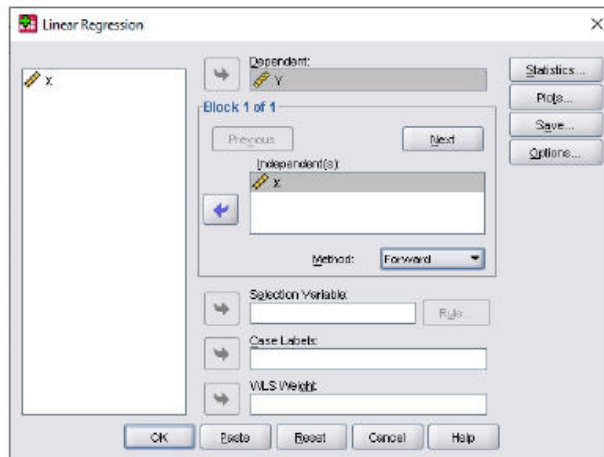 Linear Regression
X
Dependent:
Y
Block 1 of 1
Previous
Next
Independent(s):
X
Method:
Forward
Selection Variable:
Rule...
Case Labels:
WLS Weight:
Statistics...
Plots...
Save...
Options...
OK
Paste
Reset
Cancel
Help